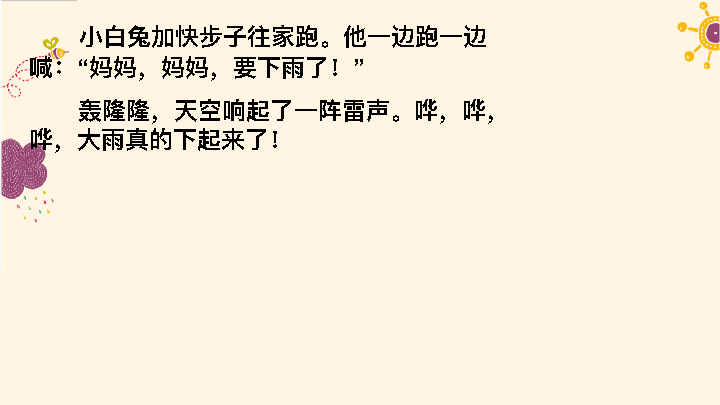 小白兔加快步子往家跑。他一边跑一边
喊：“妈妈，妈妈，要下雨了！”
轰隆隆，天空响起了一阵雷声。哗，哗，
哗，大雨真的下起来了！